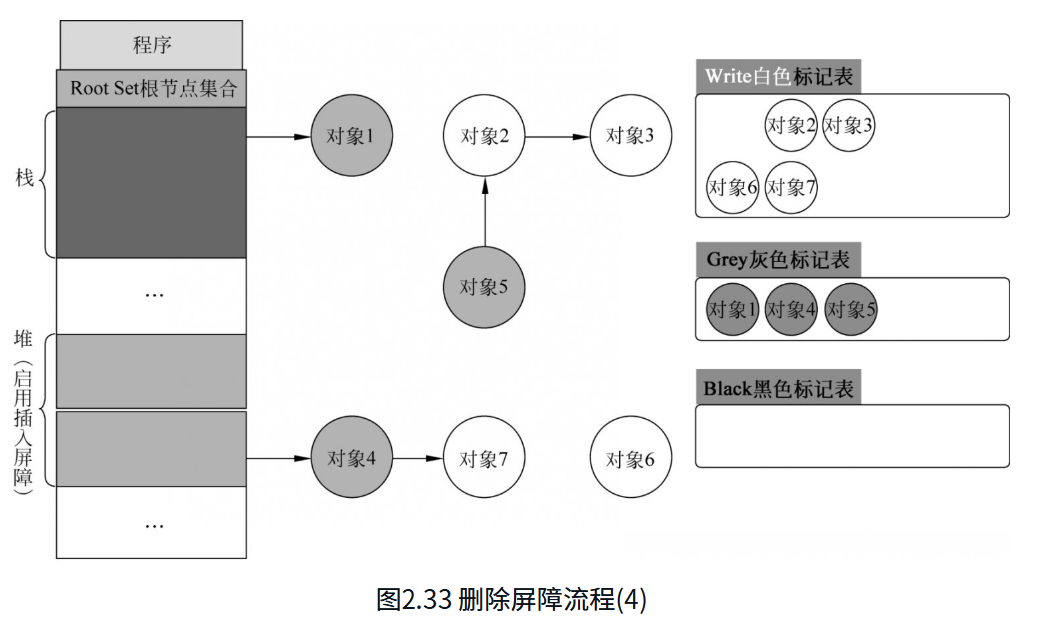 程序
Root Set根节点集合
栈
...
堆（启用插入屏障）
...
对象1
对象2
对象3
对象5
对象4
对象7
对象6
Write白色标记表
对象2 对象3
对象6 对象7
Grey灰色标记表
对象1 对象4 对象5
Black黑色标记表
图2.33 删除屏障流程(4)